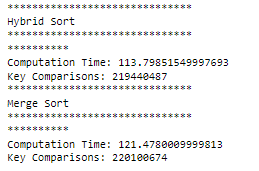 ******************************
Hybrid Sort
******************************
**********
Computation Time: 113.79851549997693
Key Comparisons: 219440487
******************************
Merge Sort
******************************
**********
Computation Time: 121.4780009999813
Key Comparisons: 220100674